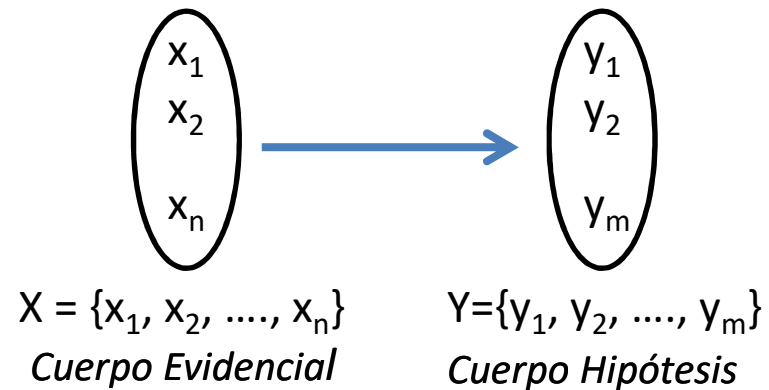 x₁
x₂
xₙ
y₁
y₂
yₘ
X = {x₁, x₂, …., xₙ}
Y={y₁, y₂, …., yₘ}
Cuerpo Evidencial
Cuerpo Hipótesis